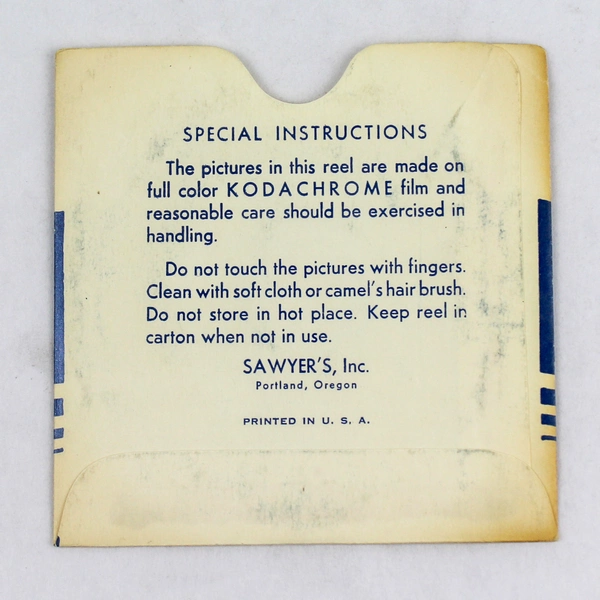 SPECIAL INSTRUCTIONS
The pictures in this reel are made on
full color KODACHROME film and
reasonable care should be exercised in
handling.
Do not touch the pictures with fingers.
Clean with soft cloth or camel's hair brush.
Do not store in hot place. Keep reel in
carton when not in use.
SAWYER'S, Inc.
Portland, Oregon
PRINTED IN U. S. A.